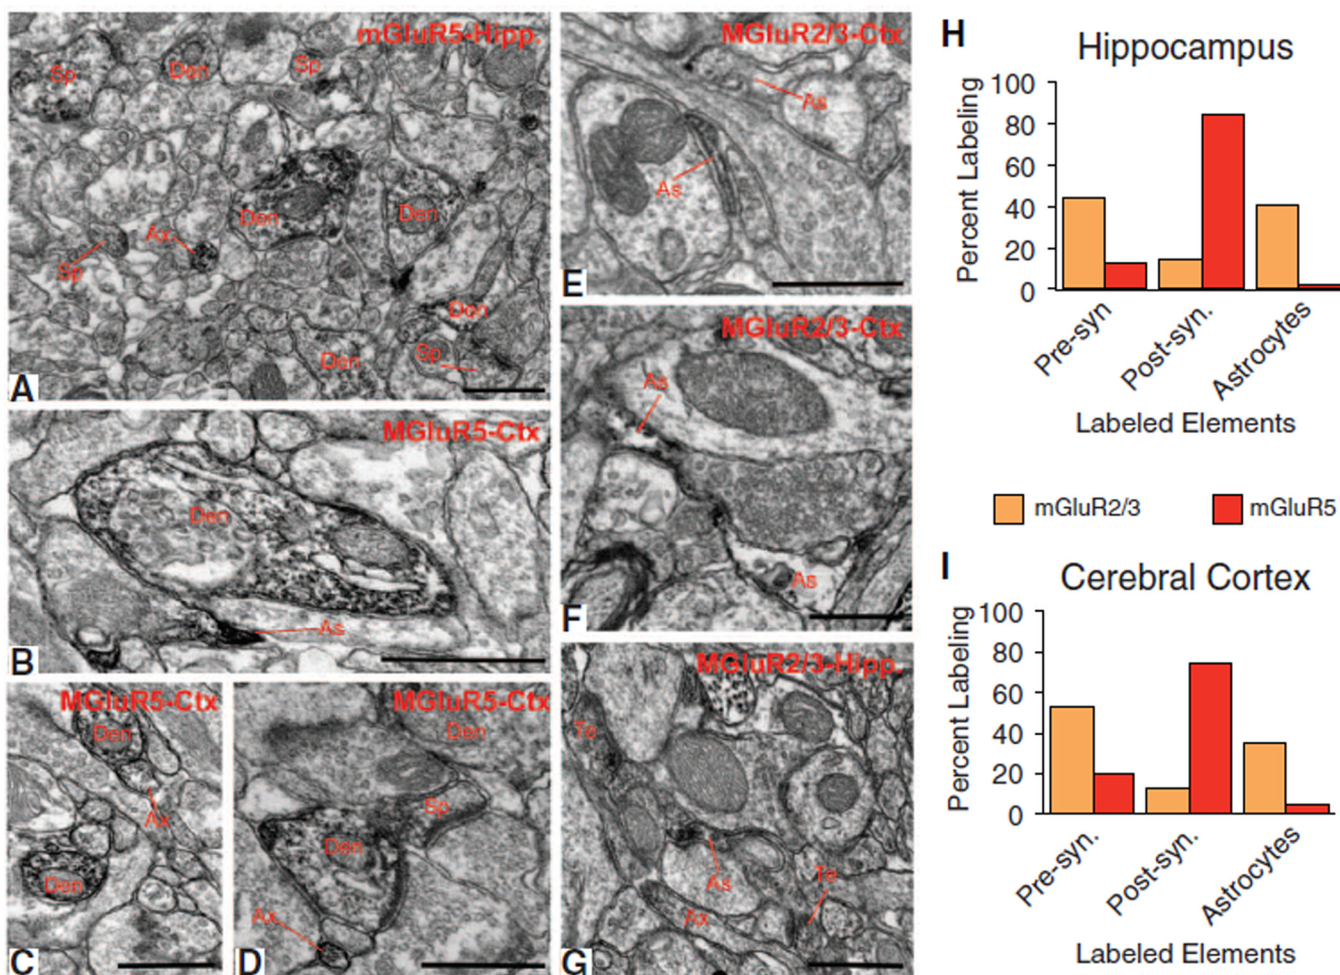 mGluR5-Hipp.
Sp
Den
Sp
Den
Den
Sp
Ax
Den
Den
Sp
A
MGluR5-Ctx
Den
As
B
MGluR5-Ctx
Den
Ax
Den
C
MGluR5-Ctx
Den
Sp
Den
Ax
D
MGluR2/3-Ctx
As
As
E
MGluR2/3-Ctx
As
As
F
MGluR2/3-Hipp.
Te
As
Te
Ax
G
H
Hippocampus
Percent Labeling
100
80
60
40
20
0
Pre-syn
Post-syn.
Astrocytes
Labeled Elements
mGluR2/3
mGluR5
I
Cerebral Cortex
Percent Labeling
100
80
60
40
20
0
Pre-syn.
Post-syn.
Astrocytes
Labeled Elements